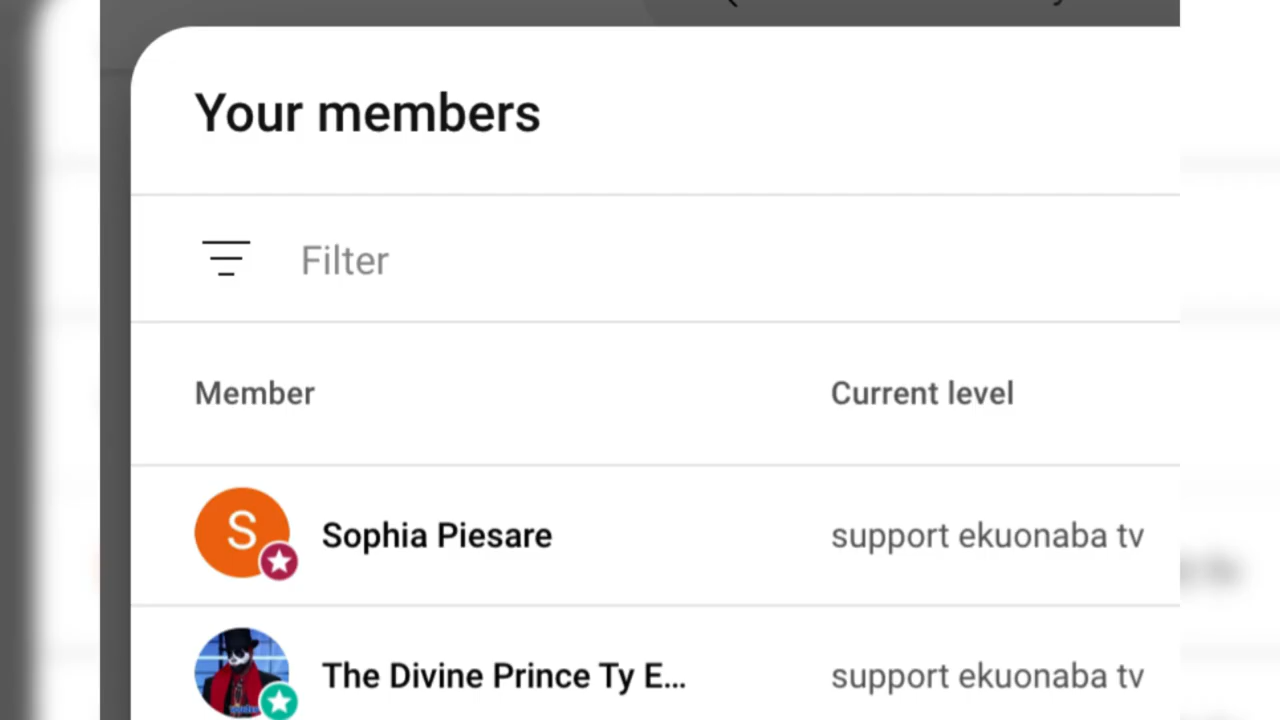 Your members
Filter
Member Current level
S Sophia Piesare support ekuonaba tv
The Divine Prince Ty E... support ekuonaba tv